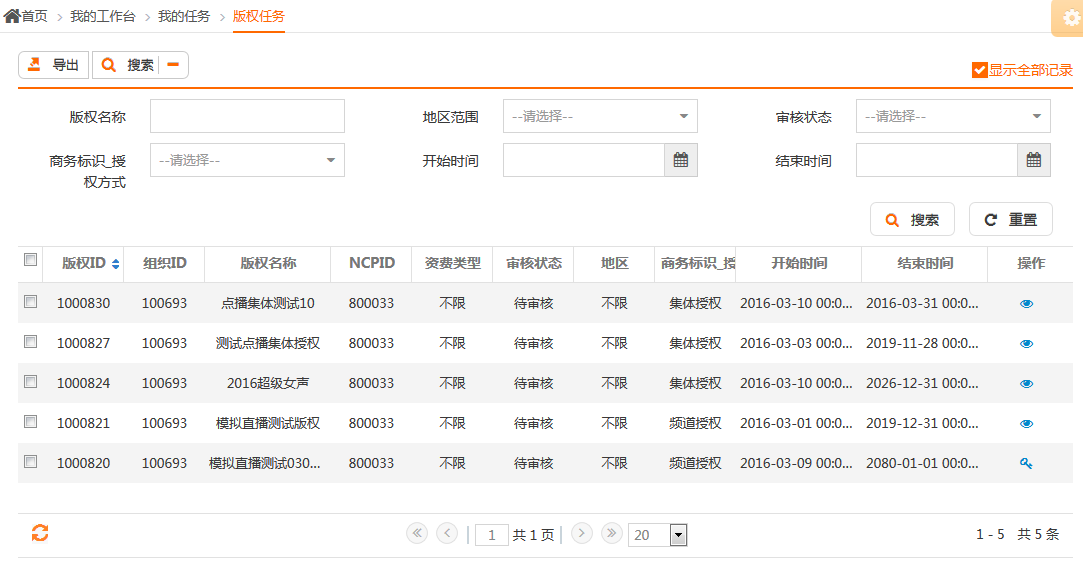 首页 > 我的工作台 > 我的任务 > 版权任务
导出 搜索
显示全部记录
版权名称 地区范围 --请选择-- 审核状态 --请选择--
商务标识_授权方式 --请选择-- 开始时间 结束时间
搜索 重置
版权ID 组织ID 版权名称 NCPID 资费类型 审核状态 地区 商务标识_授 开始时间 结束时间 操作
1000830 100693 点播集体测试10 800033 不限 待审核 不限 集体授权 2016-03-10 00:0... 2016-03-31 00:0...
1000827 100693 测试点播集体授权 800033 不限 待审核 不限 集体授权 2016-03-03 00:0... 2019-11-28 00:0...
1000824 100693 2016超级女声 800033 不限 待审核 不限 集体授权 2016-03-10 00:0... 2026-12-31 00:0...
1000821 100693 模拟直播测试版权 800033 不限 待审核 不限 频道授权 2016-03-01 00:0... 2019-12-31 00:0...
1000820 100693 模拟直播测试030... 800033 不限 待审核 不限 频道授权 2016-03-09 00:0... 2080-01-01 00:0...
1 共 1 页 20 1 - 5 共 5 条